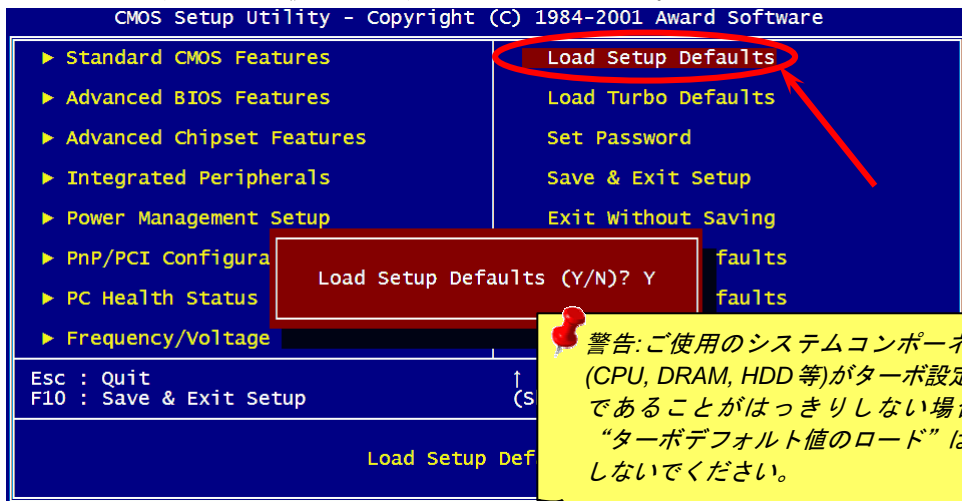 CMOS Setup Utility - Copyright (C) 1984-2001 Award Software
► Standard CMOS Features
► Advanced BIOS Features
► Advanced Chipset Features
► Integrated Peripherals
► Power Management Setup
► PnP/PCI Configura
► PC Health Status
► Frequency/Voltage
Load Setup Defaults
Load Turbo Defaults
Set Password
Save & Exit Setup
Exit Without Saving
faults
faults
Load Setup Defaults (Y/N)? Y
Esc : Quit
F10 : Save & Exit Setup
↑
(S
Load Setup Def
警告:ご使用のシステムコンポーネ
(CPU, DRAM, HDD 等)がターボ設定
であることがはっきりしない場合
“ターボデフォルト値のロード”は
しないでください。